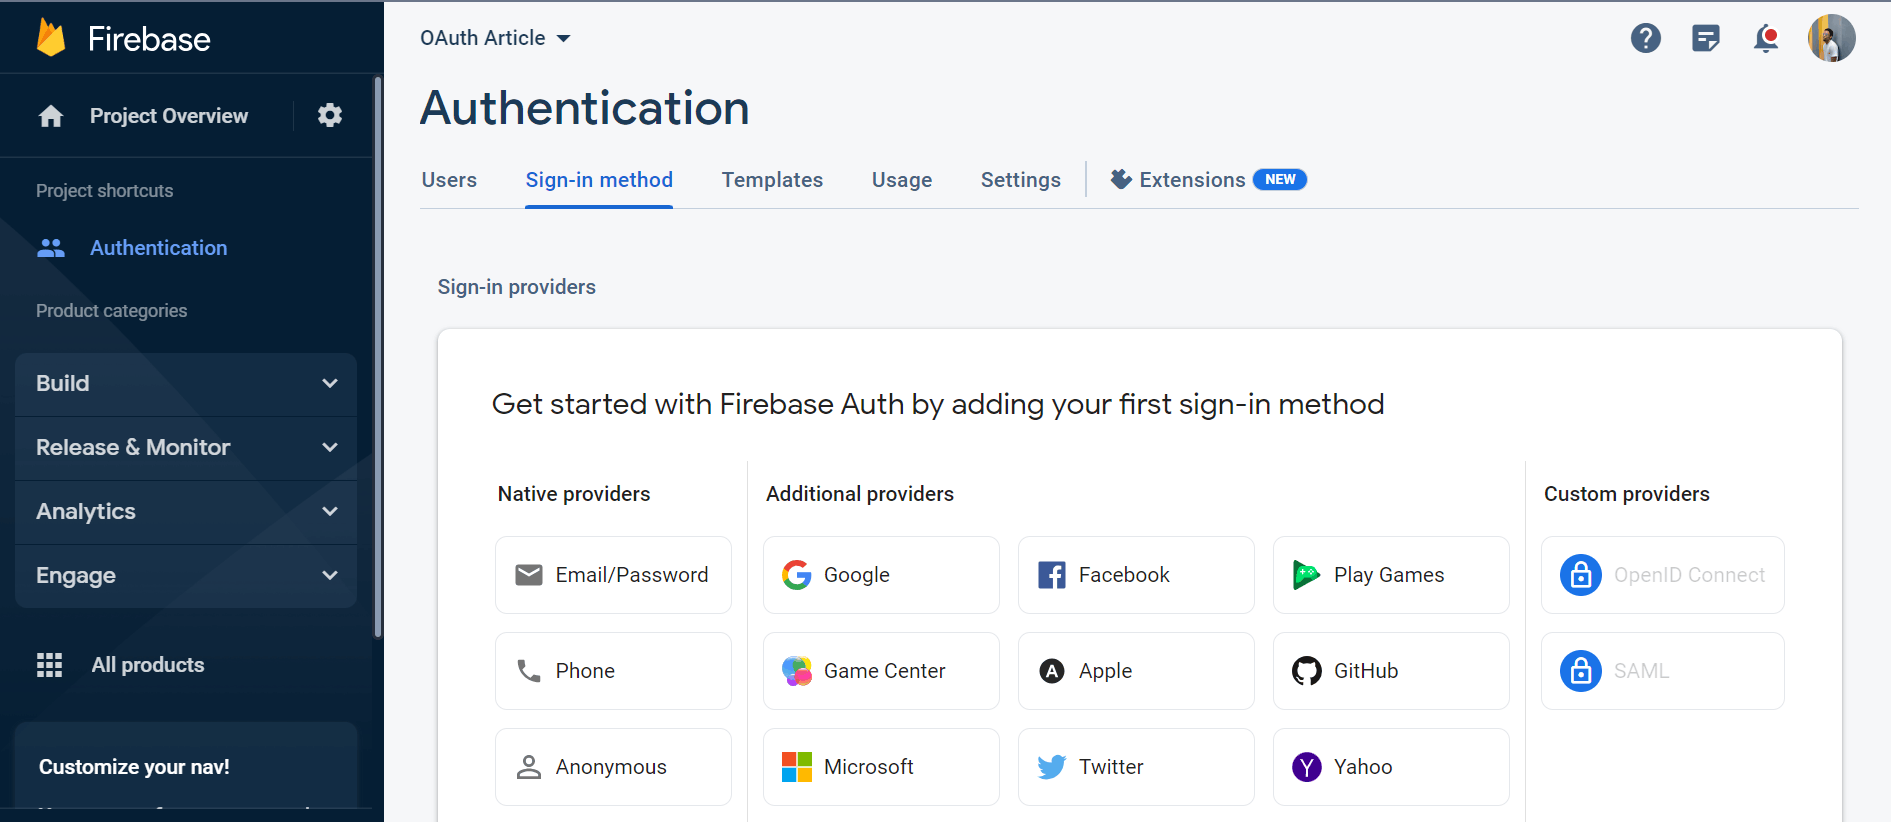 Firebase
Project Overview
Project shortcuts
Authentication
Product categories
Build
Release & Monitor
Analytics
Engage
All products
Customize your nav!
OAuth Article
Authentication
Users Sign-in method Templates Usage Settings Extensions NEW
Sign-in providers
Get started with Firebase Auth by adding your first sign-in method
Native providers Additional providers Custom providers
Email/Password Google Facebook Play Games OpenID Connect
Phone Game Center Apple GitHub SAML
Anonymous Microsoft Twitter Yahoo